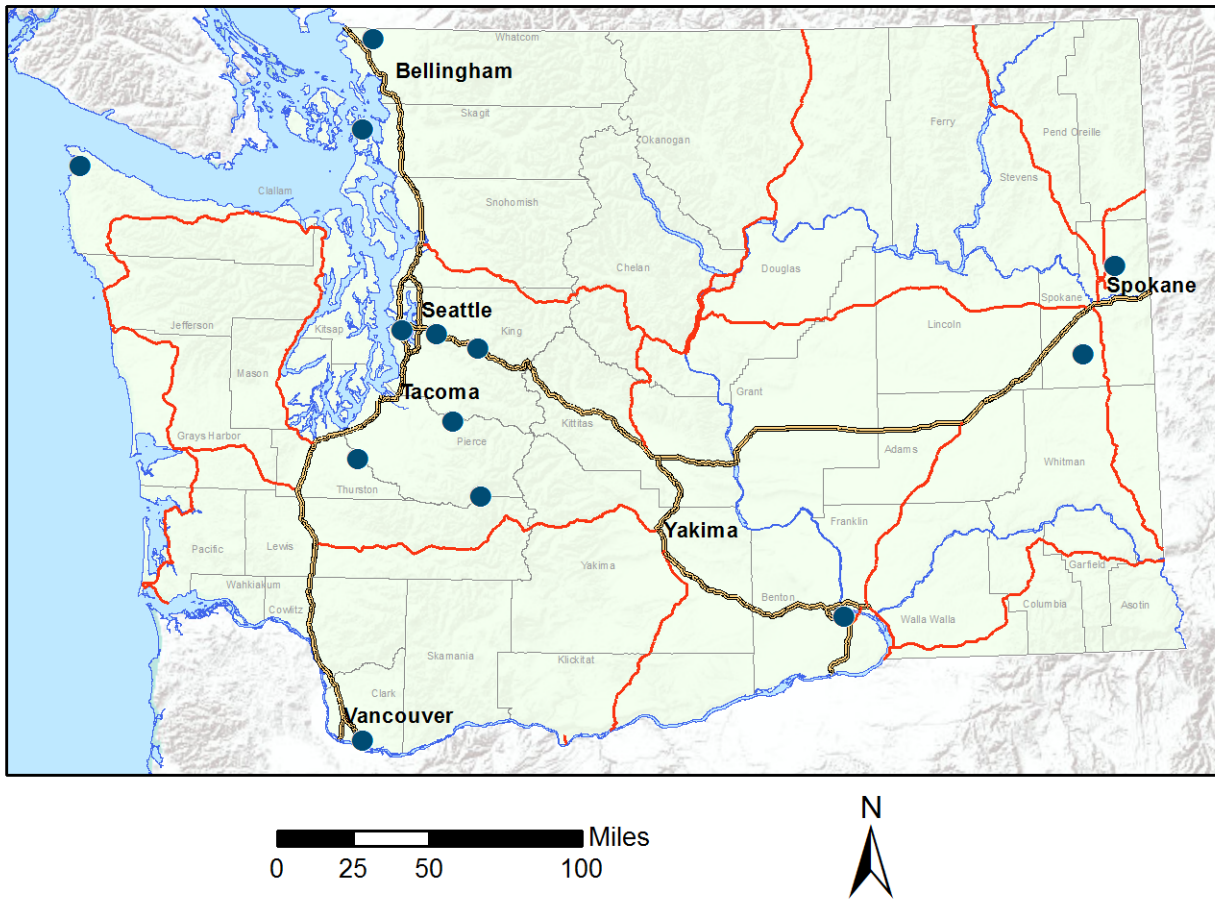 Whatcom
Bellingham
Skagit
Okanogan
Ferry
Pend Oreille
Stevens
Clallam
Snohomish
Chelan
Douglas
Spokane
Spokane
Seattle
King
Lincoln
Jefferson
Kitsap
Mason
Tacoma
Grant
Kittitas
Grays Harbor
Pierce
Adams
Whitman
Thurston
Yakima
Franklin
Pacific
Lewis
Yakima
Garfield
Wahkiakum
Cowlitz
Benton
Columbia
Asotin
Walla Walla
Skamania
Klickitat
Clark
Vancouver
N
Miles
0 25 50 100